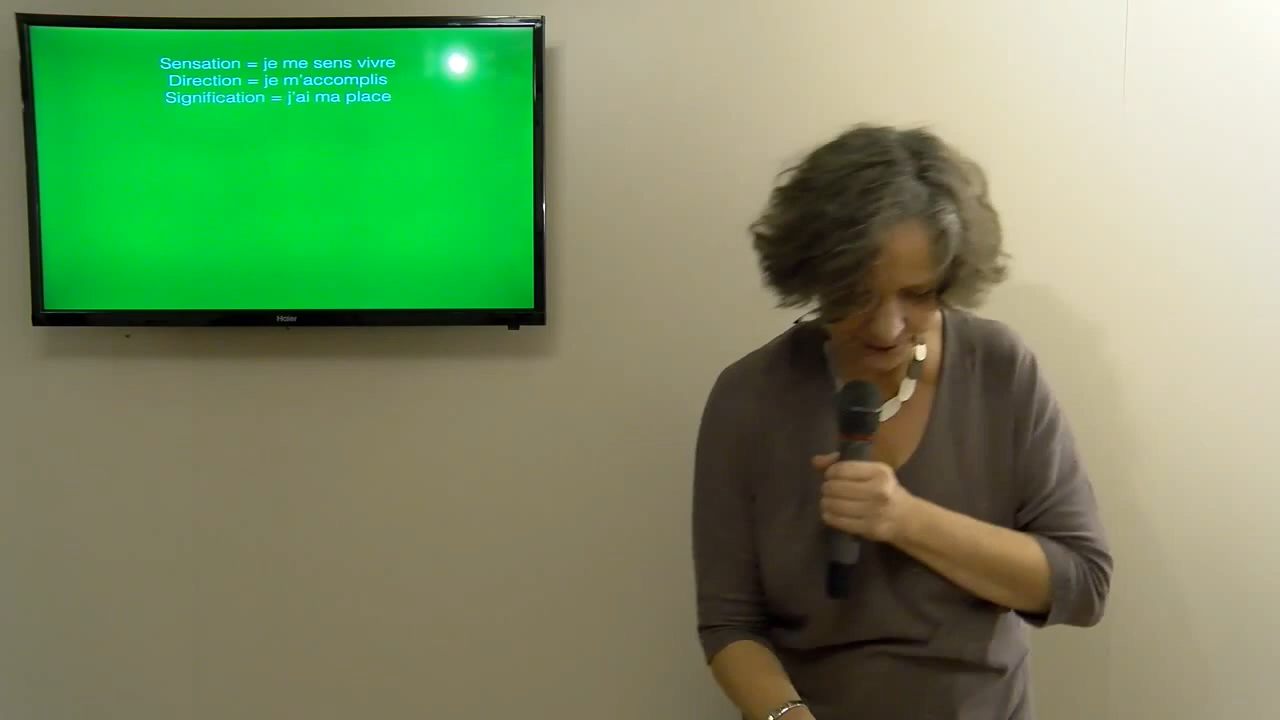 Sensation = je me sens vivre
Direction = je m'accomplis
Signification = j'ai ma place
Haier